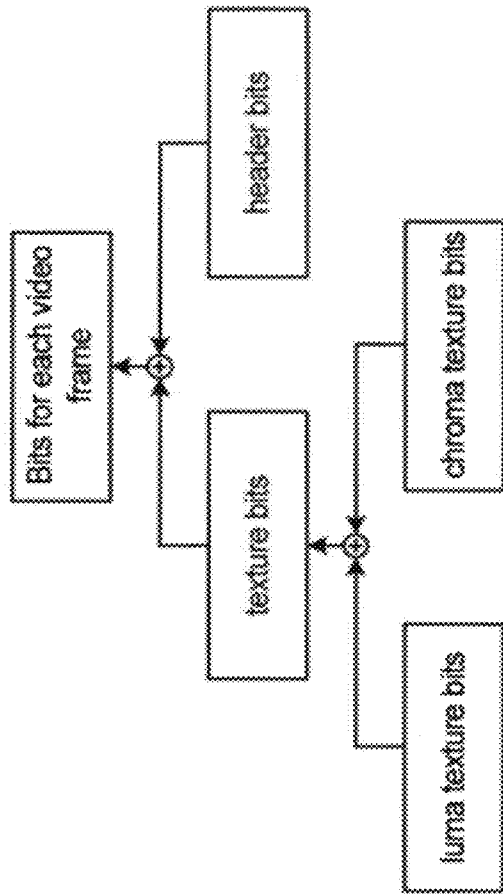 Bits for each video
frame
texture bits
header bits
luma texture bits
chroma texture bits